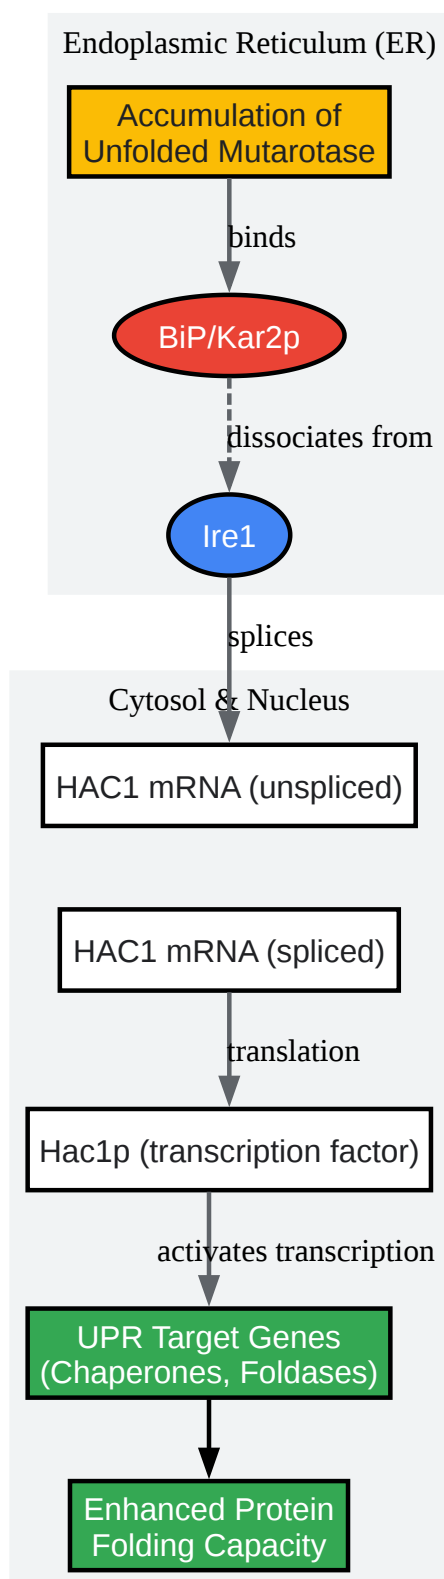 Endoplasmic Reticulum (ER)
Accumulation of
Unfolded Mutarotase
binds
BiP/Kar2p
dissociates from
Ire1
splices
Cytosol & Nucleus
HAC1 mRNA (unspliced)
HAC1 mRNA (spliced)
translation
Hac1p (transcription factor)
activates transcription
UPR Target Genes
(Chaperones, Foldases)
Enhanced Protein
Folding Capacity